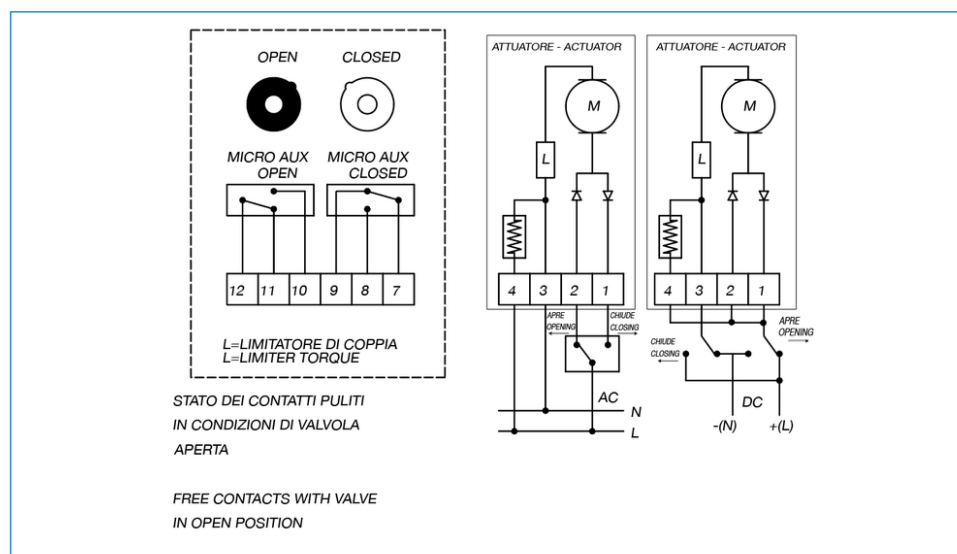 OPEN CLOSED
MICRO AUX OPEN
MICRO AUX CLOSED
12 11 10 9 8 7
L=LIMITATORE DI COPPIA
L=LIMITER TORQUE
STATO DEI CONTATTI PULITI
IN CONDIZIONI DI VALVOLA
APERTA
FREE CONTACTS WITH VALVE
IN OPEN POSITION
ATTUATORE - ACTUATOR
M
L
4 3 2 1
APRE
OPENING
CHIUDE
CLOSING
AC
N
L
ATTUATORE - ACTUATOR
M
L
4 3 2 1
APRE
OPENING
CHIUDE
CLOSING
DC
-(N) +(L)